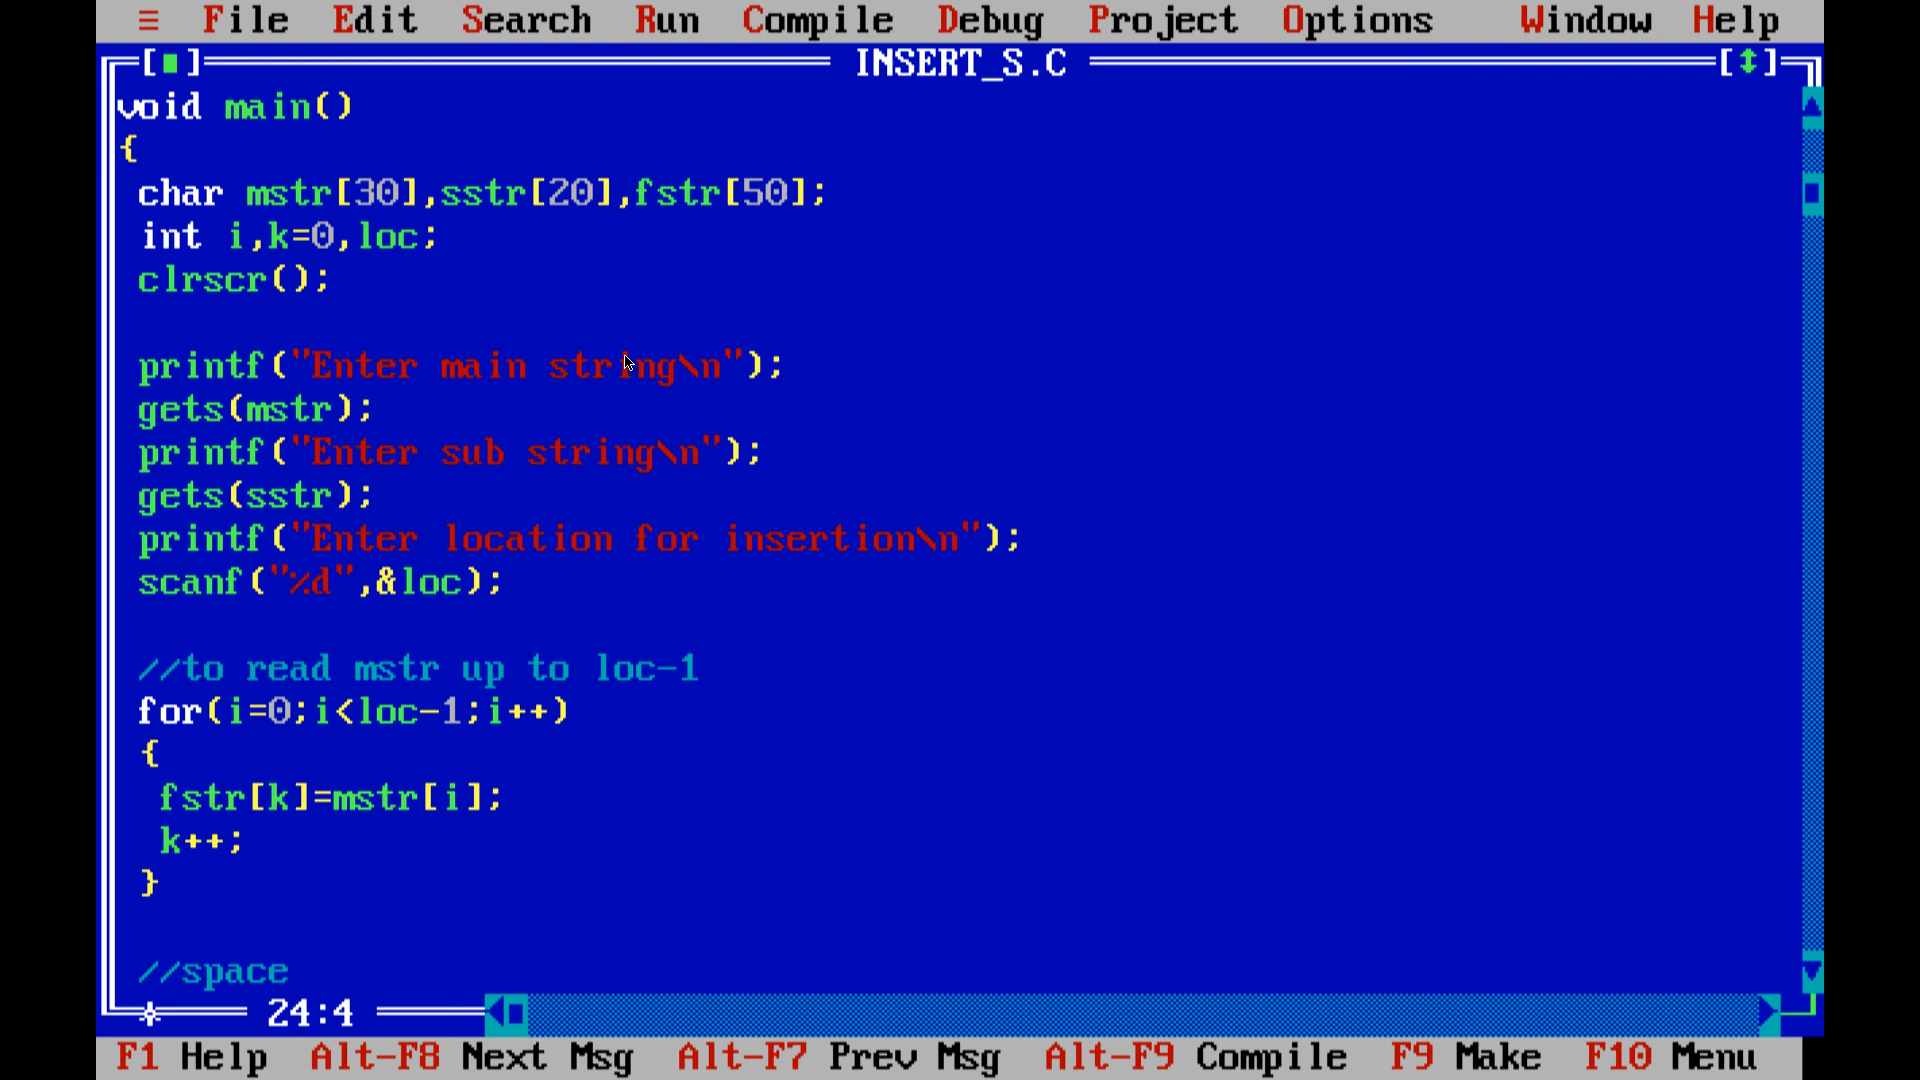 ≡ File Edit Search Run Compile Debug Project Options Window Help
[■] INSERT_S.C [↕]
void main()
{
 char mstr[30],sstr[20],fstr[50];
 int i,k=0,loc;
 clrscr();

 printf("Enter main string\n");
 gets(mstr);
 printf("Enter sub string\n");
 gets(sstr);
 printf("Enter location for insertion\n");
 scanf("%d",&loc);

 //to read mstr up to loc-1
 for(i=0;i<loc-1;i++)
 {
  fstr[k]=mstr[i];
  k++;
 }

 //space
24:4
F1 Help Alt-F8 Next Msg Alt-F7 Prev Msg Alt-F9 Compile F9 Make F10 Menu